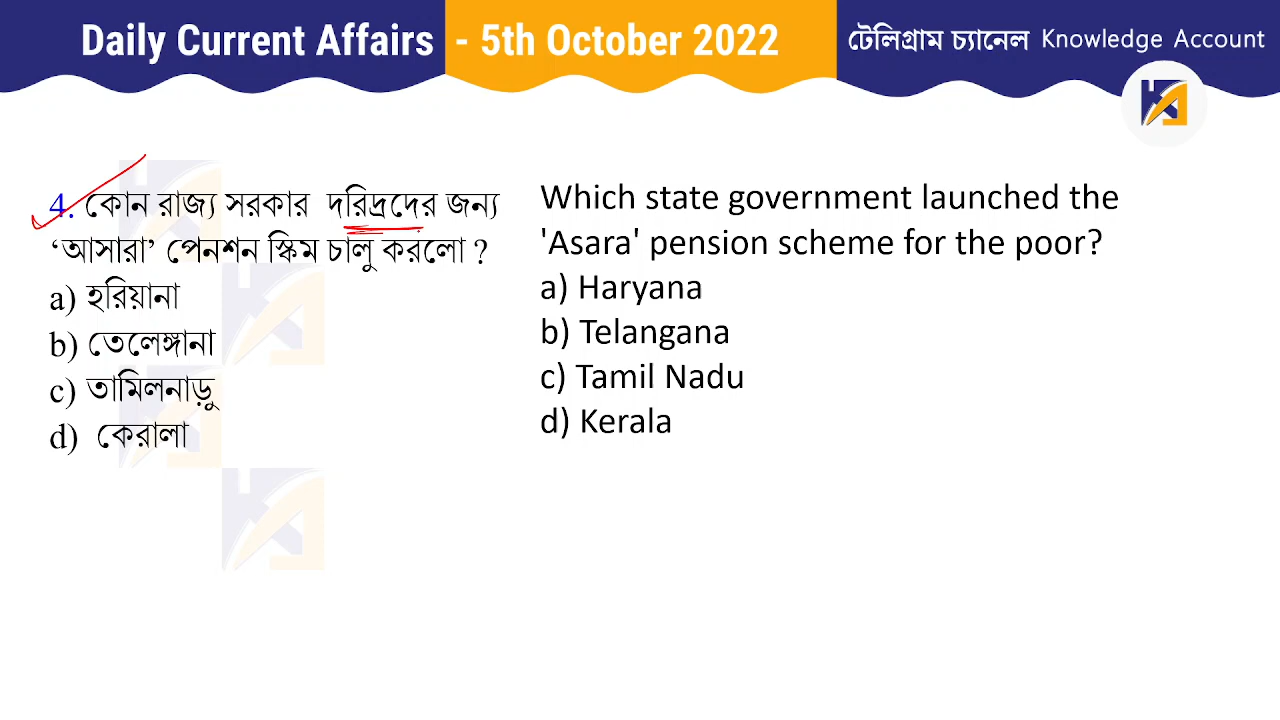 Daily Current Affairs - 5th October 2022
টেলিগ্রাম চ্যানেল Knowledge Account
4. কোন রাজ্য সরকার দরিদ্রদের জন্য
‘আসারা’ পেনশন স্কিম চালু করলো ?
a) হরিয়ানা
b) তেলেঙ্গানা
c) তামিলনাড়ু
d) কেরালা
Which state government launched the
'Asara' pension scheme for the poor?
a) Haryana
b) Telangana
c) Tamil Nadu
d) Kerala